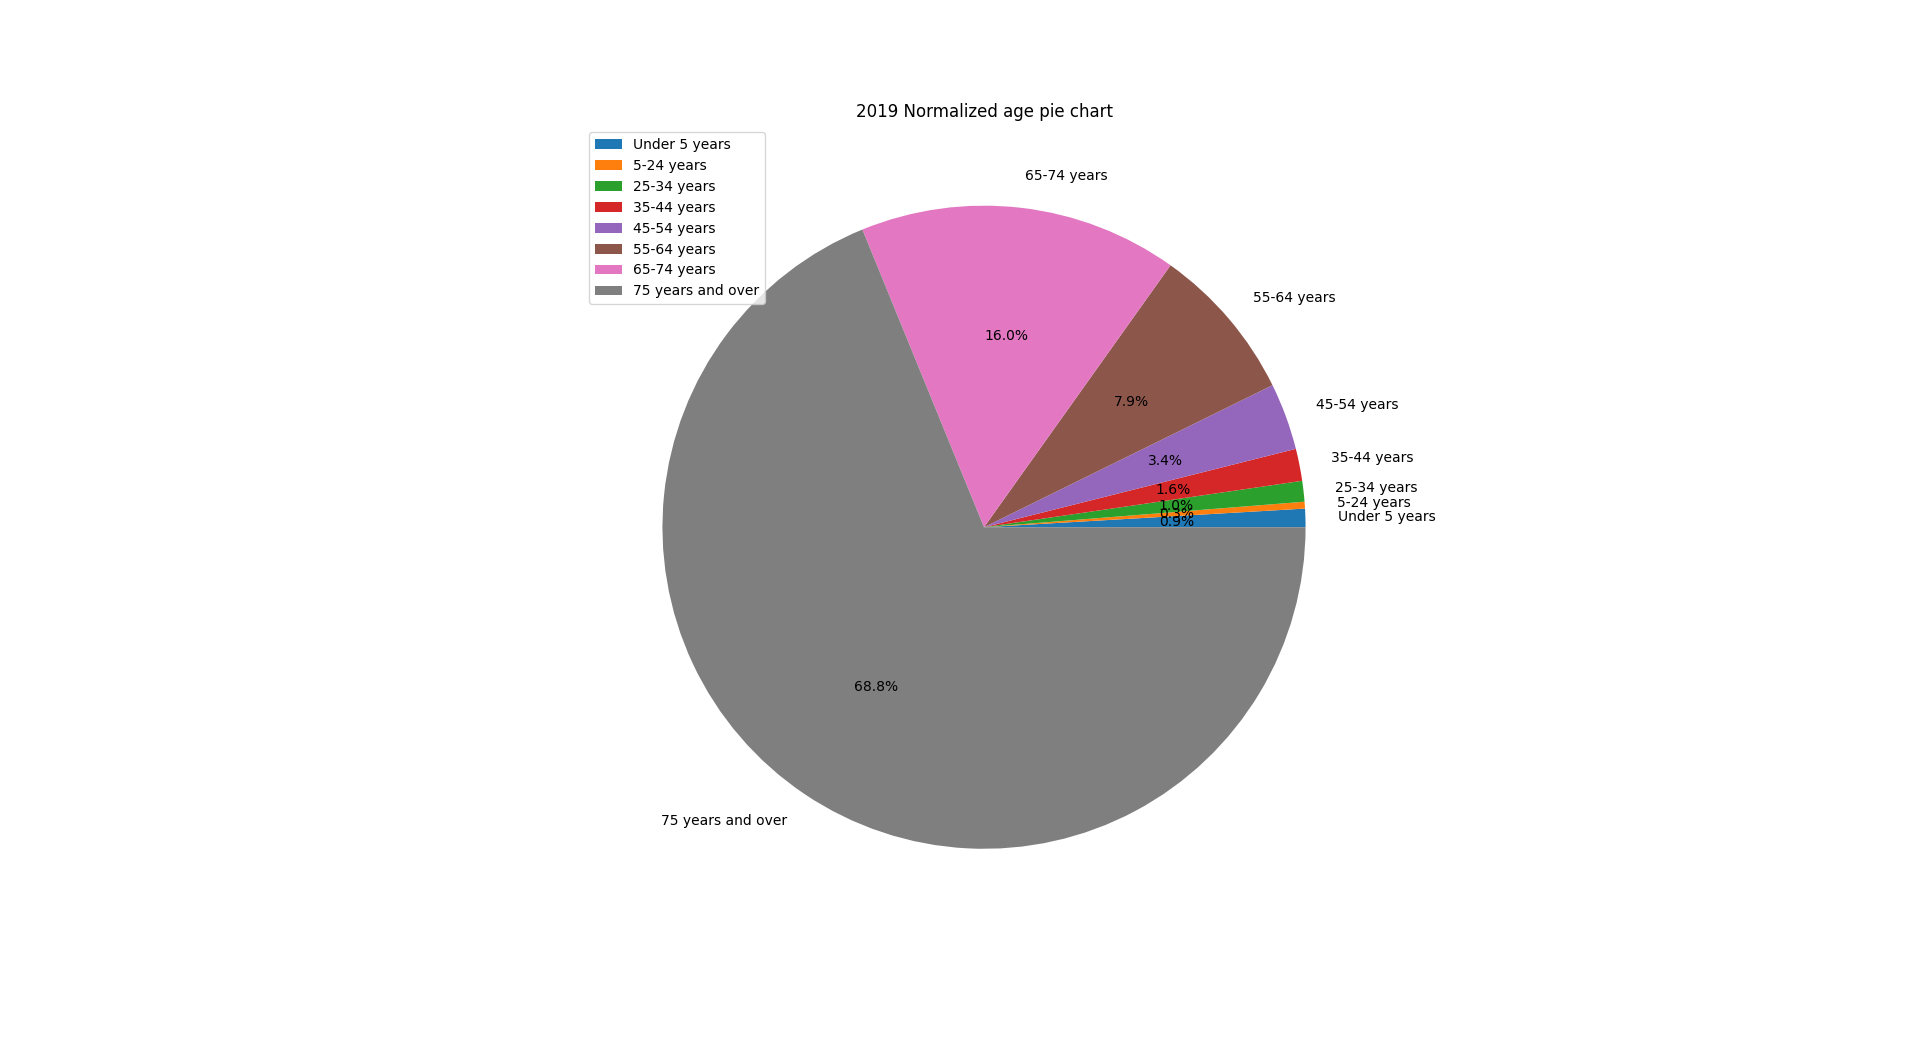 2019 Normalized age pie chart
Under 5 years
5-24 years
25-34 years
35-44 years
45-54 years
55-64 years
65-74 years
75 years and over
65-74 years
55-64 years
45-54 years
35-44 years
25-34 years
5-24 years
Under 5 years
75 years and over
16.0%
7.9%
3.4%
1.6%
1.0%
0.3%
0.9%
68.8%